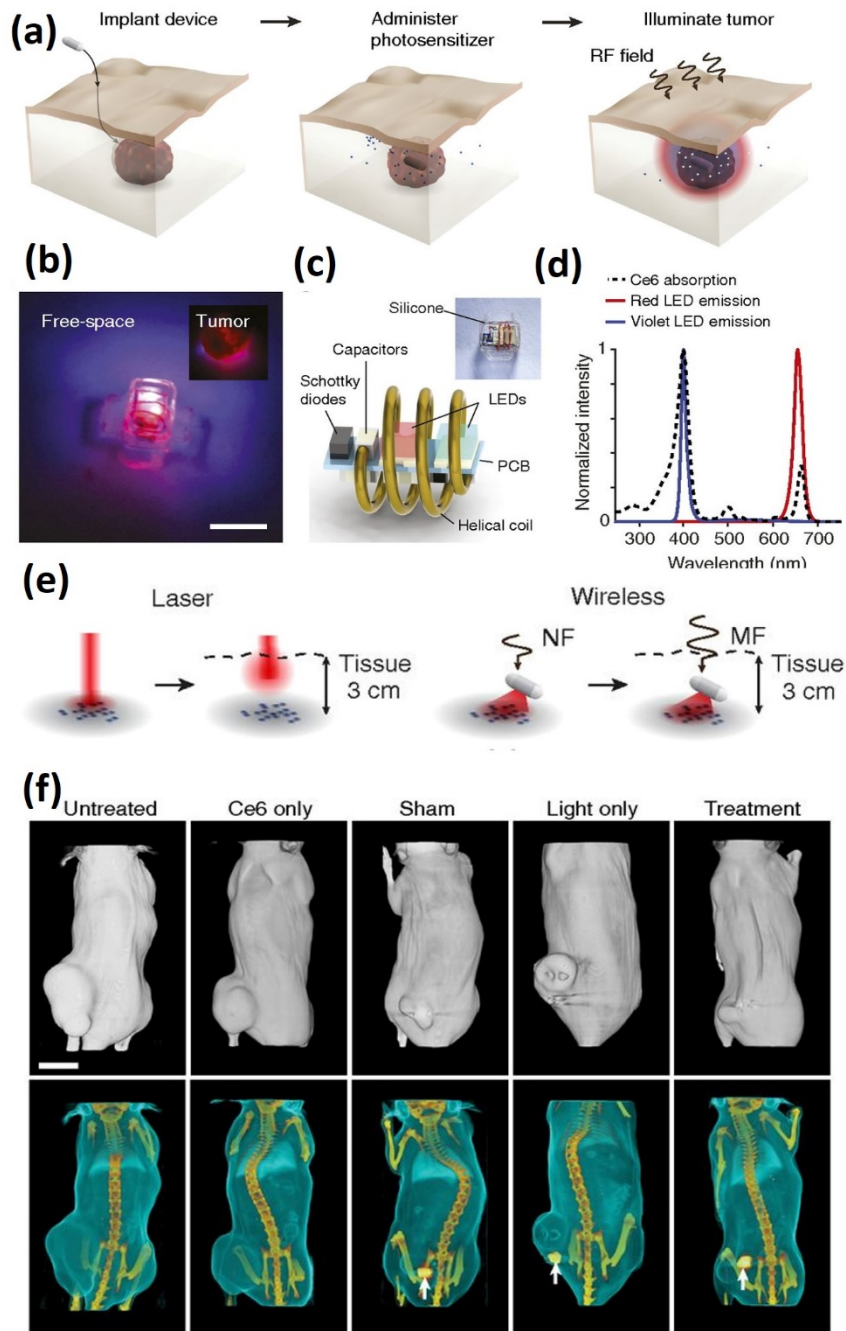 (a)
Implant device
Administer
photosensitizer
Illuminate tumor
RF field
(b)
Free-space
Tumor
(c)
Silicone
Capacitors
Schottky
diodes
LEDs
PCB
Helical coil
(d)
Ce6 absorption
Red LED emission
Violet LED emission
Normalized intensity
1
0
300
400
500
600
700
Wavelength (nm)
(e)
Laser
Tissue
3 cm
Wireless
NF
MF
Tissue
3 cm
(f)
Untreated
Ce6 only
Sham
Light only
Treatment